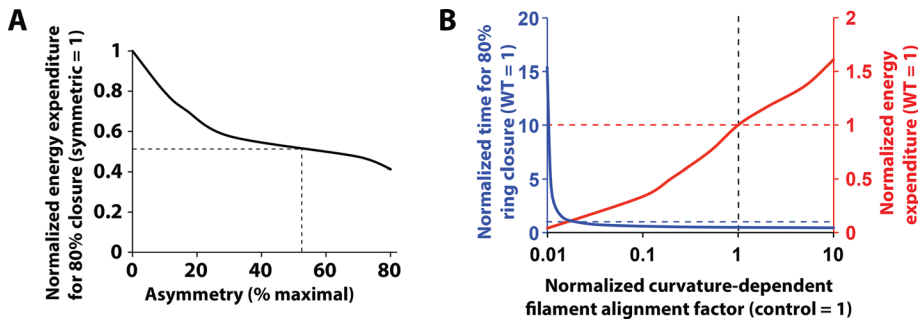 A
Normalized energy expenditure
for 80% closure (symmetric = 1)
1
0.8
0.6
0.4
0.2
0
0
20
40
60
80
Asymmetry (% maximal)
B
Normalized time for 80%
ring closure (WT = 1)
20
15
10
5
0
0.01
0.1
1
10
Normalized curvature-dependent
filament alignment factor (control = 1)
2
1.5
1
0.5
0
Normalized energy
expenditure (WT = 1)